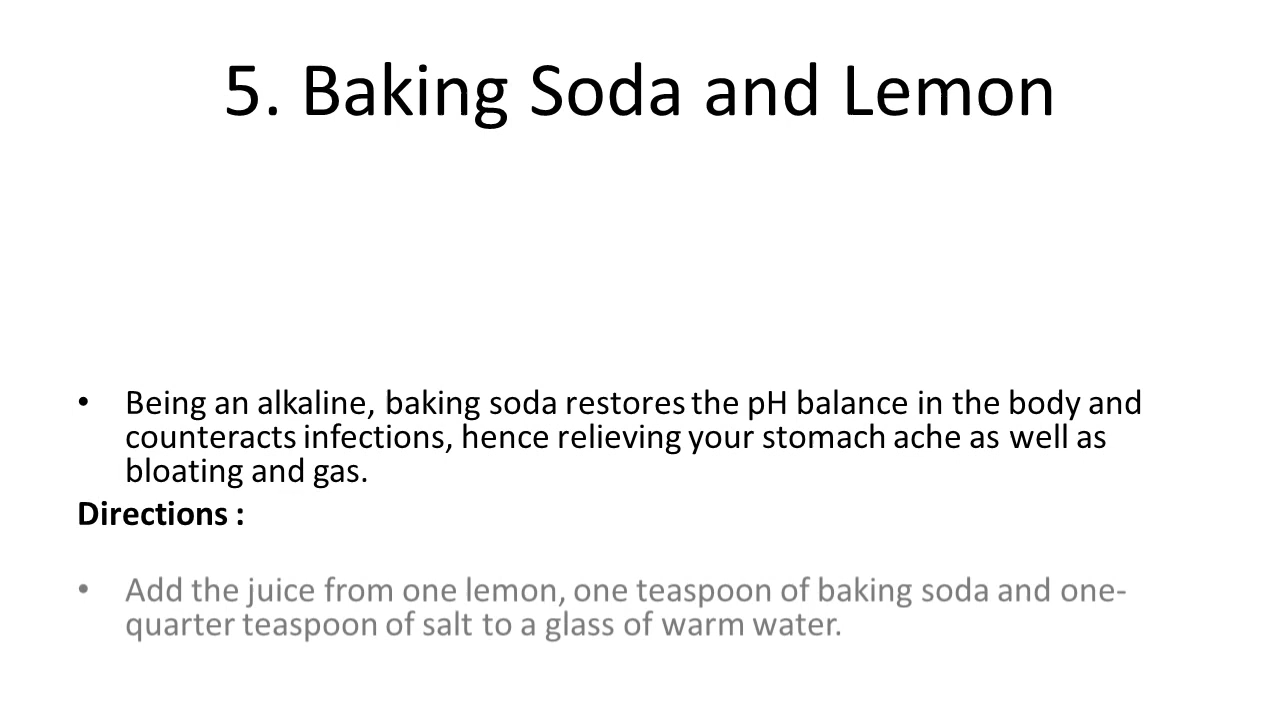 5. Baking Soda and Lemon
• Being an alkaline, baking soda restores the pH balance in the body and
counteracts infections, hence relieving your stomach ache as well as
bloating and gas.
Directions :
• Add the juice from one lemon, one teaspoon of baking soda and one-
quarter teaspoon of salt to a glass of warm water.